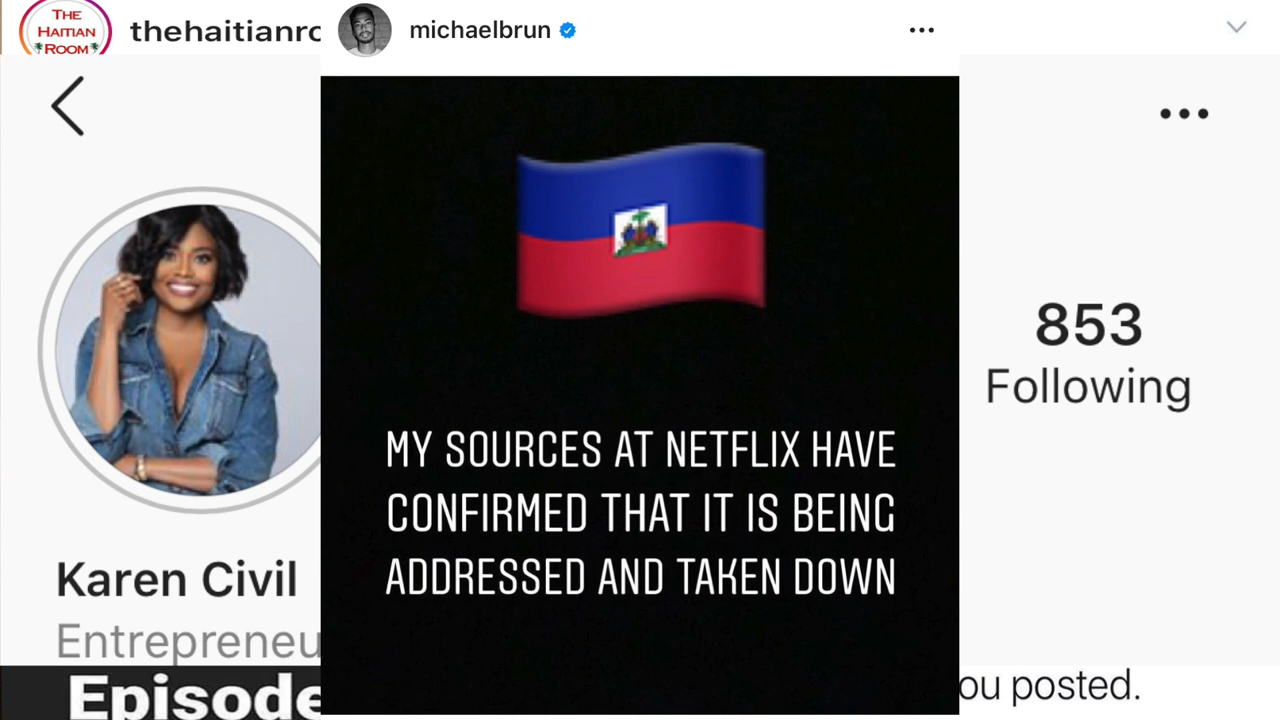 THE
HAITIAN
ROOM
thehaitianro
michaelbrun
853
Following
MY SOURCES AT NETFLIX HAVE
CONFIRMED THAT IT IS BEING
ADDRESSED AND TAKEN DOWN
Karen Civil
Entrepreneu
Episode
ou posted.